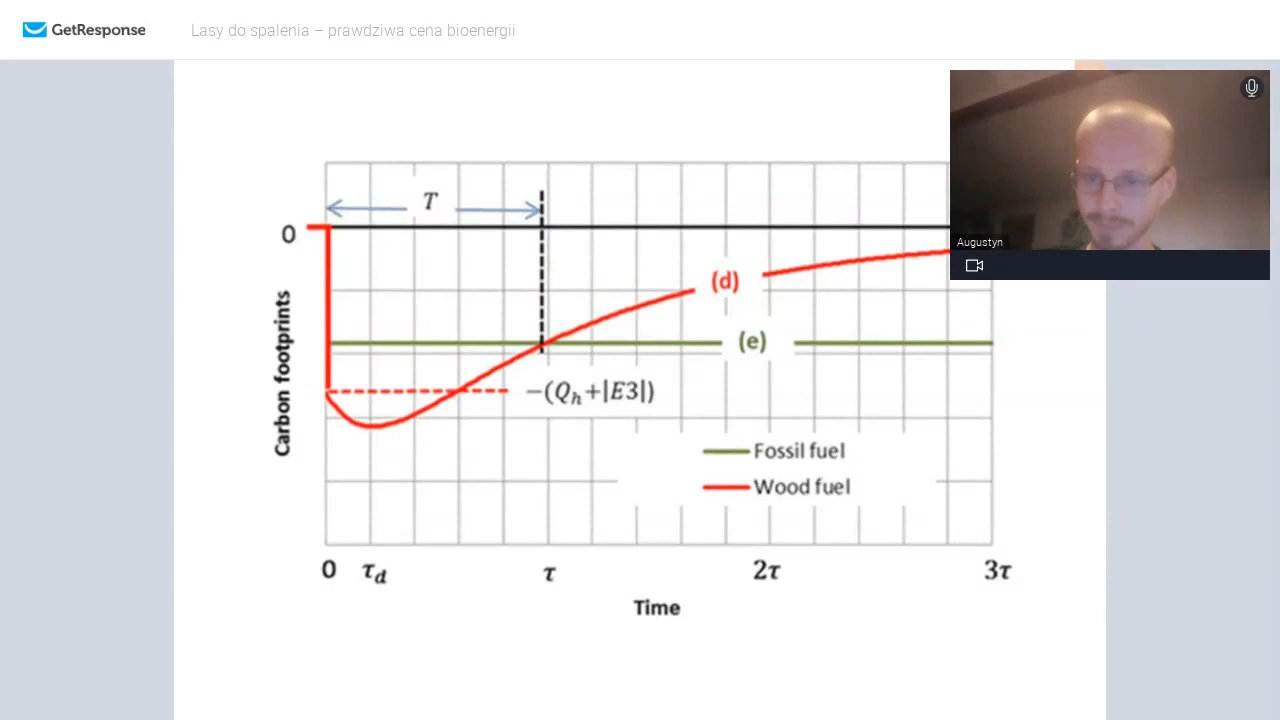 GetResponse
Lasy do spalenia – prawdziwa cena bioenergii
Augustyn
T
0
(d)
(e)
−(Qₕ+|E3|)
Carbon footprints
Fossil fuel
Wood fuel
0 τ_d τ 2τ 3τ
Time